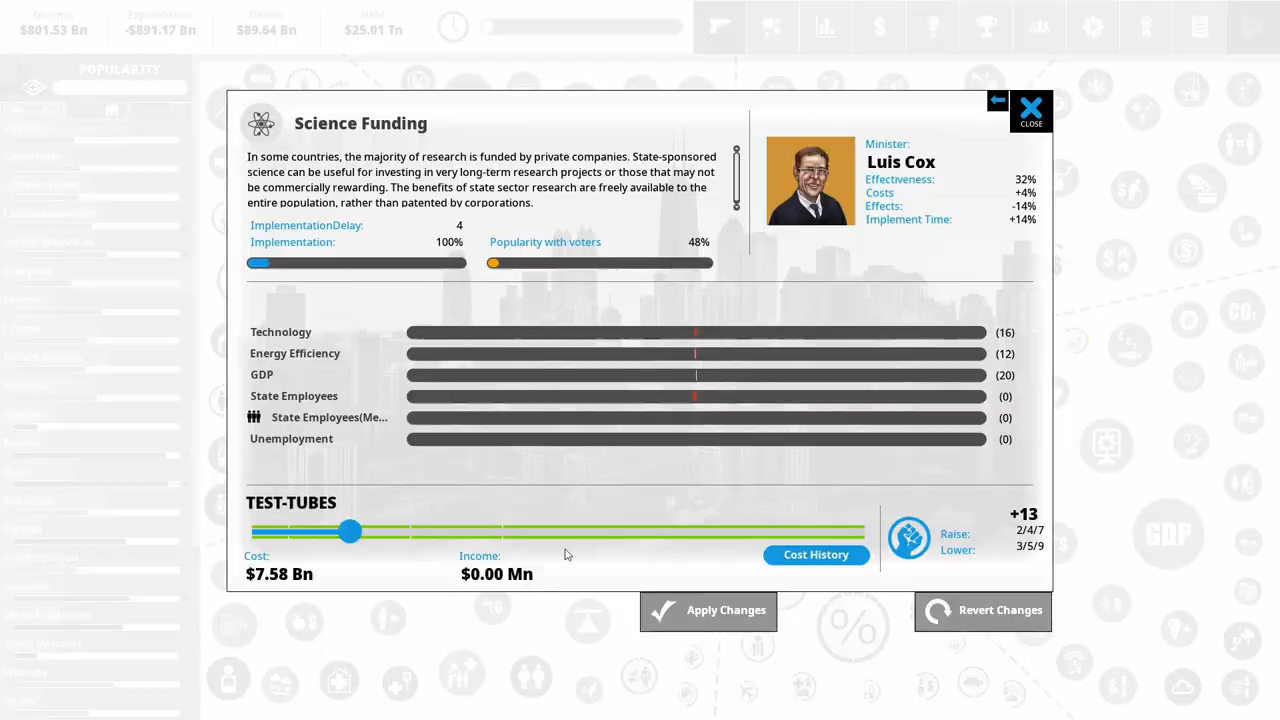 $801.53 Bn
-$891.17 Bn
$89.64 Bn
$25.01 Tn
POPULARITY
CLOSE
Science Funding
In some countries, the majority of research is funded by private companies. State-sponsored
science can be useful for investing in very long-term research projects or those that may not
be commercially rewarding. The benefits of state sector research are freely available to the
entire population, rather than patented by corporations.
Minister:
Luis Cox
Effectiveness: 32%
Costs +4%
Effects: -14%
Implement Time: +14%
ImplementationDelay: 4
Implementation: 100%
Popularity with voters 48%
Technology (16)
Energy Efficiency (12)
GDP (20)
State Employees (0)
State Employees(Me... (0)
Unemployment (0)
TEST-TUBES
Cost:
$7.58 Bn
Income:
$0.00 Mn
Cost History
+13
Raise: 2/4/7
Lower: 3/5/9
Apply Changes
Revert Changes
GDP